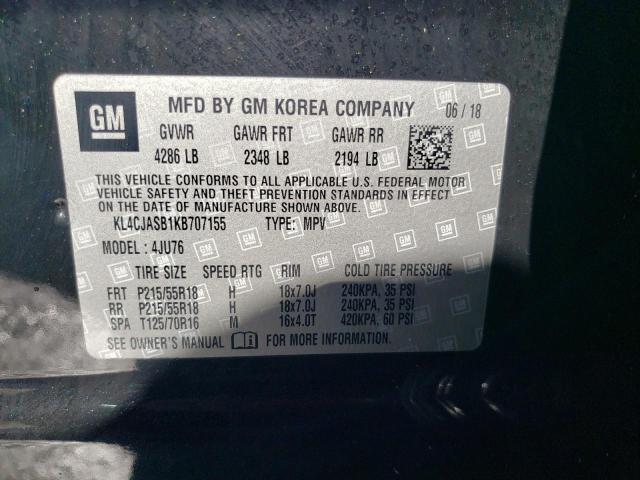 GM MFD BY GM KOREA COMPANY 06 / 18
GVWR GAWR FRT GAWR RR
4286 LB 2348 LB 2194 LB
THIS VEHICLE CONFORMS TO ALL APPLICABLE U.S. FEDERAL MOTOR
VEHICLE SAFETY AND THEFT PREVENTION STANDARDS IN EFFECT
ON THE DATE OF MANUFACTURE SHOWN ABOVE.
KL4CJASB1KB707155 TYPE: MPV
MODEL: 4JU76
TIRE SIZE SPEED RTG RIM COLD TIRE PRESSURE
FRT P215/55R18 H 18x7.0J 240KPA, 35 PSI
RR P215/55R18 H 18x7.0J 240KPA, 35 PSI
SPA T125/70R16 M 16x4.0T 420KPA, 60 PSI
SEE OWNER'S MANUAL FOR MORE INFORMATION.